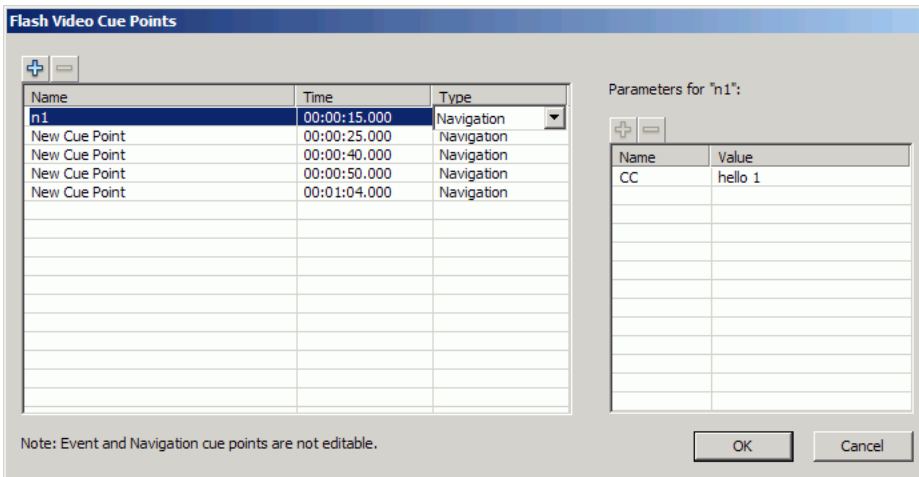 Flash Video Cue Points
Name Time Type
n1 00:00:15.000 Navigation
New Cue Point 00:00:25.000 Navigation
New Cue Point 00:00:40.000 Navigation
New Cue Point 00:00:50.000 Navigation
New Cue Point 00:01:04.000 Navigation
Parameters for "n1":
Name Value
CC hello 1
Note: Event and Navigation cue points are not editable.
OK Cancel